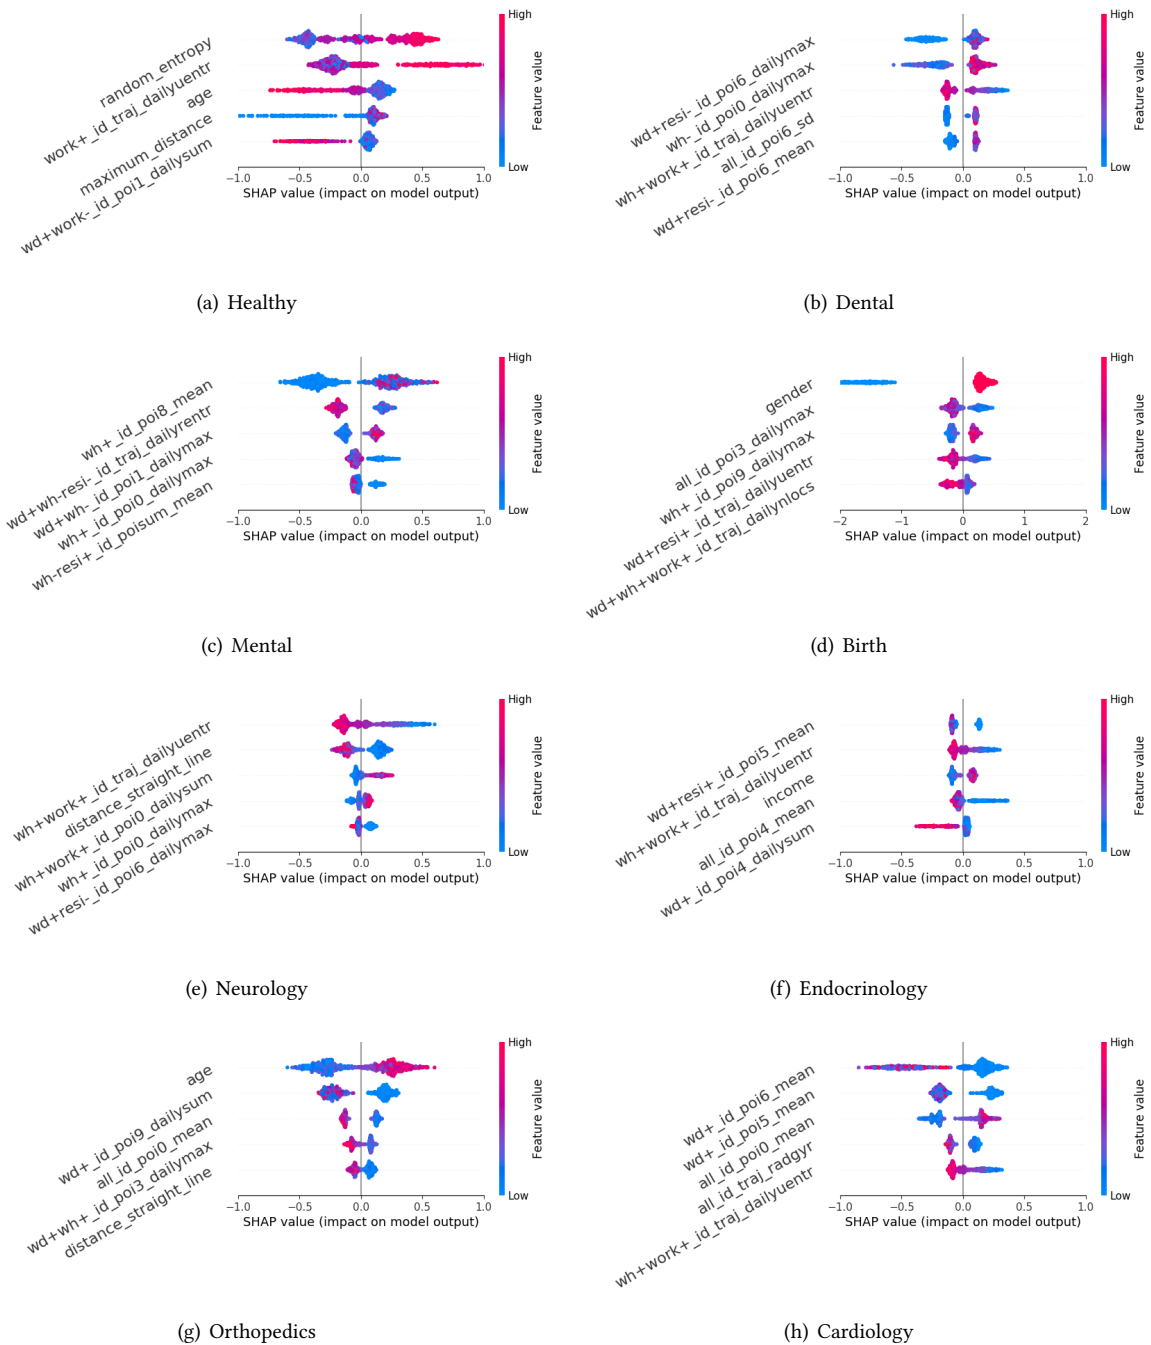 High
random_entropy
work+_id_traj_dailyuentr
age
maximum_distance
wd+work-_id_poi1_dailysum
Feature value
Low
−1.0 −0.5 0.0 0.5 1.0
SHAP value (impact on model output)
(a) Healthy
High
wd+resi-_id_poi6_dailymax
wh-_id_poi0_dailymax
wh+work+_id_traj_dailyuentr
all_id_poi6_sd
wd+resi-_id_poi6_mean
Feature value
Low
−1.0 −0.5 0.0 0.5 1.0
SHAP value (impact on model output)
(b) Dental
High
wh+_id_poi8_mean
wd+wh-resi-_id_traj_dailyrentr
wd+wh-_id_poi1_dailymax
wh+_id_poi0_dailymax
wh-resi+_id_poisum_mean
Feature value
Low
−1.0 −0.5 0.0 0.5 1.0
SHAP value (impact on model output)
(c) Mental
High
gender
all_id_poi3_dailymax
wh+_id_poi9_dailymax
wd+resi+_id_traj_dailyuentr
wd+wh+work+_id_traj_dailynlocs
Feature value
Low
−2 −1 0 1 2
SHAP value (impact on model output)
(d) Birth
High
wh+work+_id_traj_dailyuentr
distance_straight_line
wh+work+_id_poi0_dailysum
wh+_id_poi0_dailymax
wd+resi-_id_poi6_dailymax
Feature value
Low
−1.0 −0.5 0.0 0.5 1.0
SHAP value (impact on model output)
(e) Neurology
High
wd+resi+_id_poi5_mean
wh+work+_id_traj_dailyuentr
income
all_id_poi4_mean
wd+_id_poi4_dailysum
Feature value
Low
−1.0 −0.5 0.0 0.5 1.0
SHAP value (impact on model output)
(f) Endocrinology
High
age
wd+_id_poi9_dailysum
all_id_poi0_mean
wd+wh+_id_poi3_dailymax
distance_straight_line
Feature value
Low
−1.0 −0.5 0.0 0.5 1.0
SHAP value (impact on model output)
(g) Orthopedics
High
wd+_id_poi6_mean
wd+_id_poi5_mean
all_id_poi0_mean
all_id_traj_radgyr
wh+work+_id_traj_dailyuentr
Feature value
Low
−1.0 −0.5 0.0 0.5 1.0
SHAP value (impact on model output)
(h) Cardiology